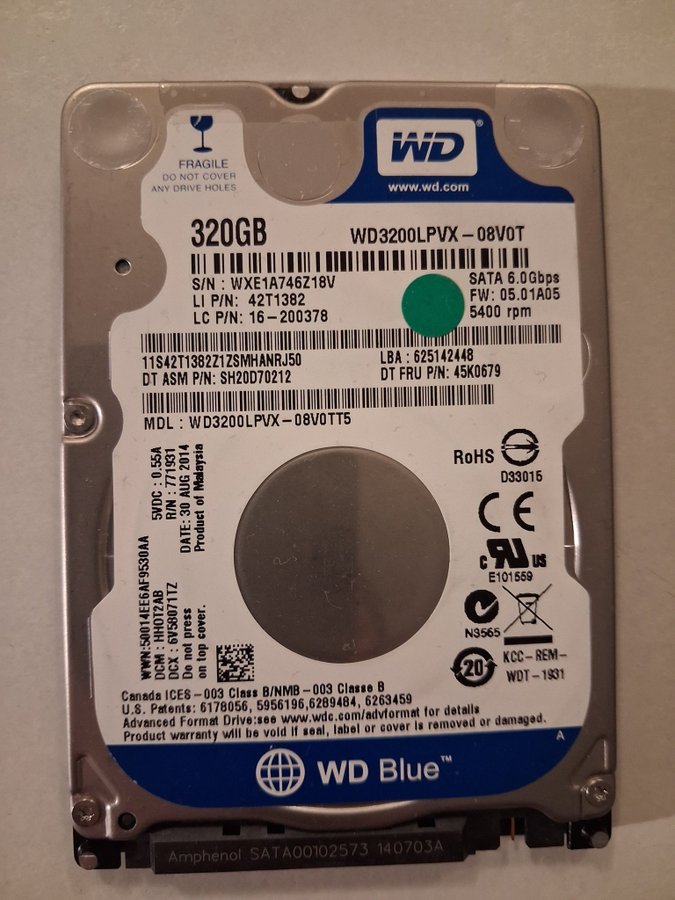 FRAGILE
DO NOT COVER
ANY DRIVE HOLES
WD®
www.wd.com
320GB
WD3200LPVX-08V0T
S/N : WXE1A746Z18V
LI P/N: 42T1382
LC P/N: 16-200378
SATA 6.0Gbps
FW: 05.01A05
5400 rpm
11S42T1382Z1ZSMHANRJ50
LBA : 625142448
DT ASM P/N: SH20D70212
DT FRU P/N: 45K0679
MDL : WD3200LPVX-08V0TT5
5VDC : 0.55A
R/N : 771931
DATE: 30 AUG 2014
Product of Malaysia
WWN:50014EE6AF9530AA
DCM : HHOT2AB
DCX : 6V58071TZ
Do not press
on top cover.
RoHS
D33015
CE
c RU US
E101559
N3565
20
KCC-REM-
WDT-1931
Canada ICES-003 Class B/NMB-003 Classe B
U.S. Patents: 6178056, 5956196,6289484, 6263459
Advanced Format Drive:see www.wdc.com/advformat for details
Product warranty will be void if seal, label or cover is removed or damaged.
A
WD Blue™
Amphenol SATA00102573 140703A